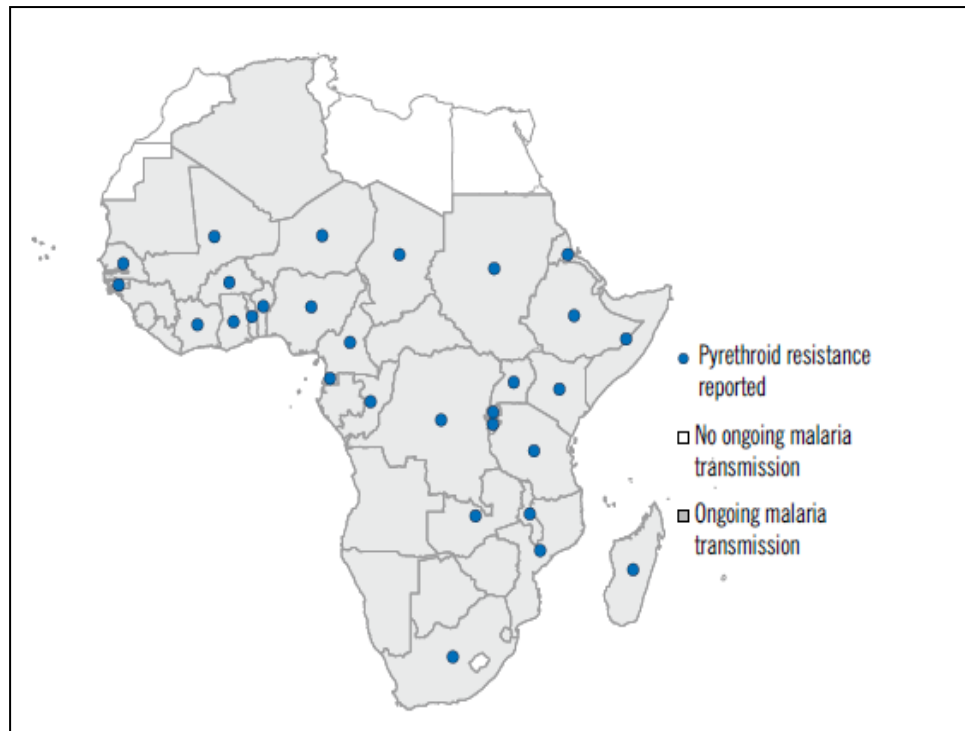 Pyrethroid resistance
reported
No ongoing malaria
transmission
Ongoing malaria
transmission